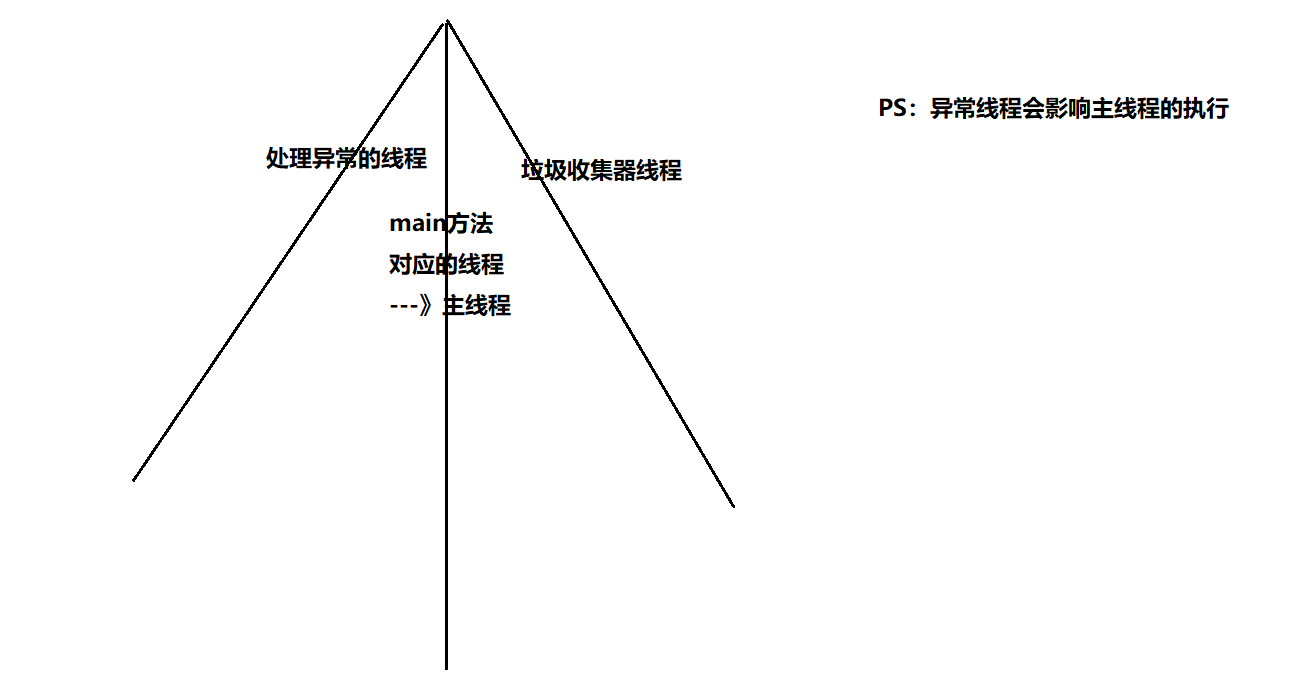 PS：异常线程会影响主线程的执行
处理异常的线程
垃圾收集器线程
main方法
对应的线程
---》主线程